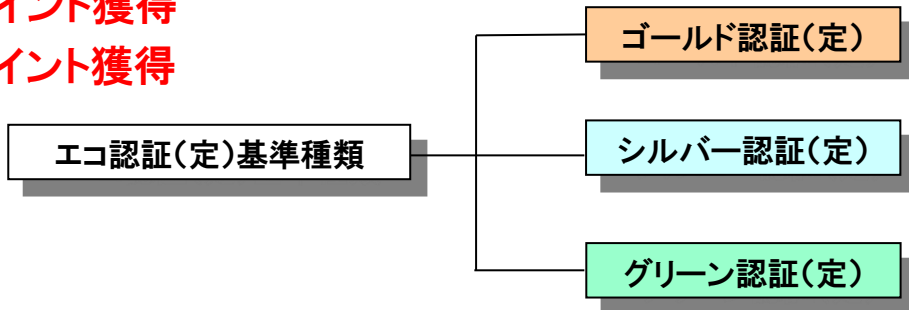 イント獲得
イント獲得
エコ認証(定)基準種類
ゴールド認証(定)
シルバー認証(定)
グリーン認証(定)